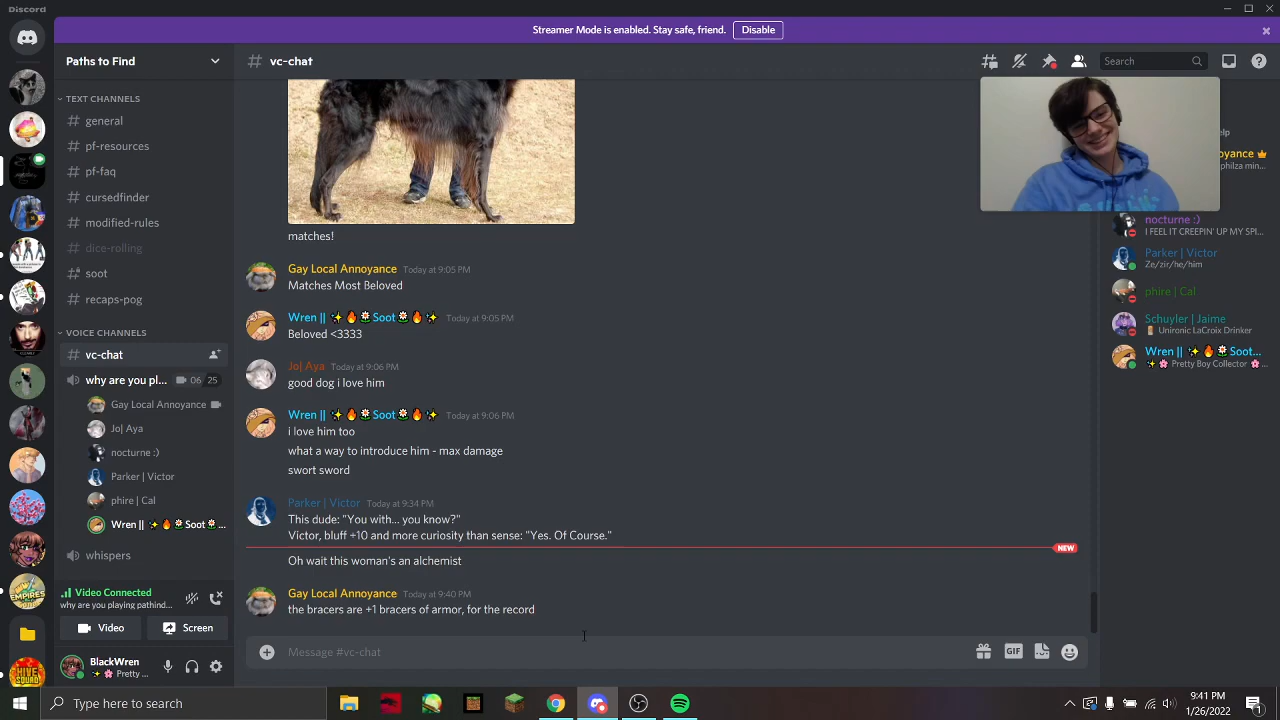 Discord
Streamer Mode is enabled. Stay safe, friend. Disable
Paths to Find
# vc-chat
Search
TEXT CHANNELS
# general
# pf-resources
# pf-faq
# cursedfinder
# modified-rules
# dice-rolling
# soot
# recaps-pog
VOICE CHANNELS
vc-chat
why are you pl... 06 25
Gay Local Annoyance
Jo| Aya
nocturne :)
Parker | Victor
phire | Cal
Wren || ✨🔥🌼Soot🌼🔥✨...
whispers
Video Connected
why are you playing pathind...
Video
Screen
BlackWren
✨🌸 Pretty ...
matches!
Gay Local Annoyance Today at 9:05 PM
Matches Most Beloved
Wren || ✨🔥🌼Soot🌼🔥✨ Today at 9:05 PM
Beloved <3333
Jo| Aya Today at 9:06 PM
good dog i love him
Wren || ✨🔥🌼Soot🌼🔥✨ Today at 9:06 PM
i love him too
what a way to introduce him - max damage
swort sword
Parker | Victor Today at 9:34 PM
This dude: "You with... you know?"
Victor, bluff +10 and more curiosity than sense: "Yes. Of Course."
NEW
Oh wait this woman's an alchemist
Gay Local Annoyance Today at 9:40 PM
the bracers are +1 bracers of armor, for the record
Message #vc-chat
GIF
elp
oyance
philza min...
nocturne :)
I FEEL IT CREEPIN' UP MY SPI...
Parker | Victor
Ze/zir/he/him
phire | Cal
Schuyler | Jaime
Unironic LaCroix Drinker
Wren || ✨🔥🌼Soot...
✨🌸 Pretty Boy Collector 🌸...
HIVE
SQUAD
EMPIRES
Type here to search
9:41 PM
1/26/2022